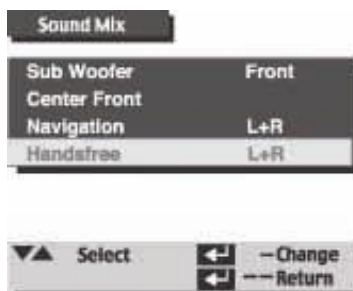 Sound Mix
Sub Woofer Front
Center Front
Navigation L+R
Handsfree L+R
▼▲ Select –Change
––Return